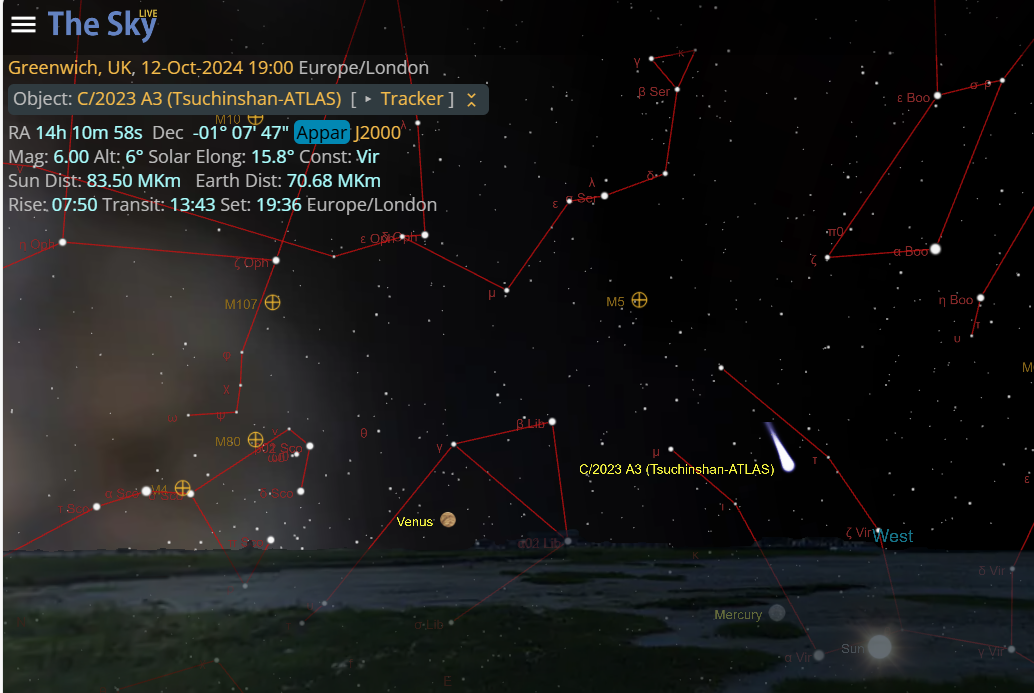 The Sky LIVE
Greenwich, UK, 12-Oct-2024 19:00 Europe/London
Object: C/2023 A3 (Tsuchinshan-ATLAS) [ ‣ Tracker ]
M10
RA 14h 10m 58s Dec -01° 07' 47" Appar J2000
λ
Mag: 6.00 Alt: 6° Solar Elong: 15.8° Const: Vir
Sun Dist: 83.50 MKm Earth Dist: 70.68 MKm
Rise: 07:50 Transit: 13:43 Set: 19:36 Europe/London
γ
κ
β Ser
ε Boo
σ
ρ
λ
δ
ε
α Ser
π0
η Oph
ε Oph
α Boo
ζ Oph
ζ
μ
M107
M5
η Boo
τ
υ
φ
χ
ω
ψ
β Lib
θ
M80
ν
γ
μ
C/2023 A3 (Tsuchinshan-ATLAS)
τ
M4
ι
Venus
ζ Vir
West
κ
δ Vir
Mercury
α Lib
Sun
α Vir
γ Vir
E